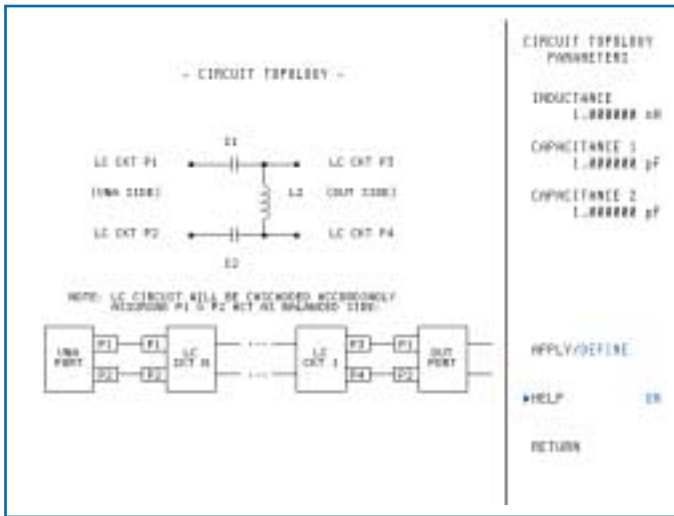 - CIRCUIT TOPOLOGY -
LC CKT P1
LC CKT P3
(VNA SIDE)
L2
(DUT SIDE)
LC CKT P2
LC CKT P4
NOTE: LC CIRCUIT WILL BE CASCADED ACCORDINGLY
ASSUMING P1 & P2 ACT AS BALANCED SIDE.
VNA
PORT
P1
P1
P2
P2
LC
CKT N
...
...
LC
CKT 1
P3
P1
P4
P2
DUT
PORT
CIRCUIT TOPOLOGY
PARAMETERS
INDUCTANCE
1.000000 nH
CAPACITANCE 1
1.000000 pF
CAPACITANCE 2
1.000000 pF
APPLY/DEFINE
HELP ON
RETURN